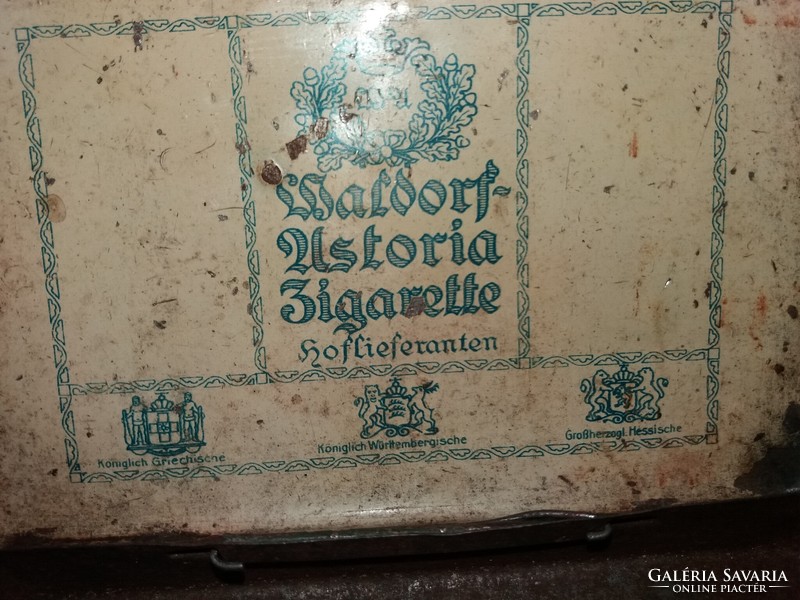 Waldorf-
Astoria
Zigarette
Hoflieferanten
Königlich Griechische
Königlich Württembergische
Großherzogl. Hessische
GALÉRIA SAVARIA
ONLINE PIACTÉR